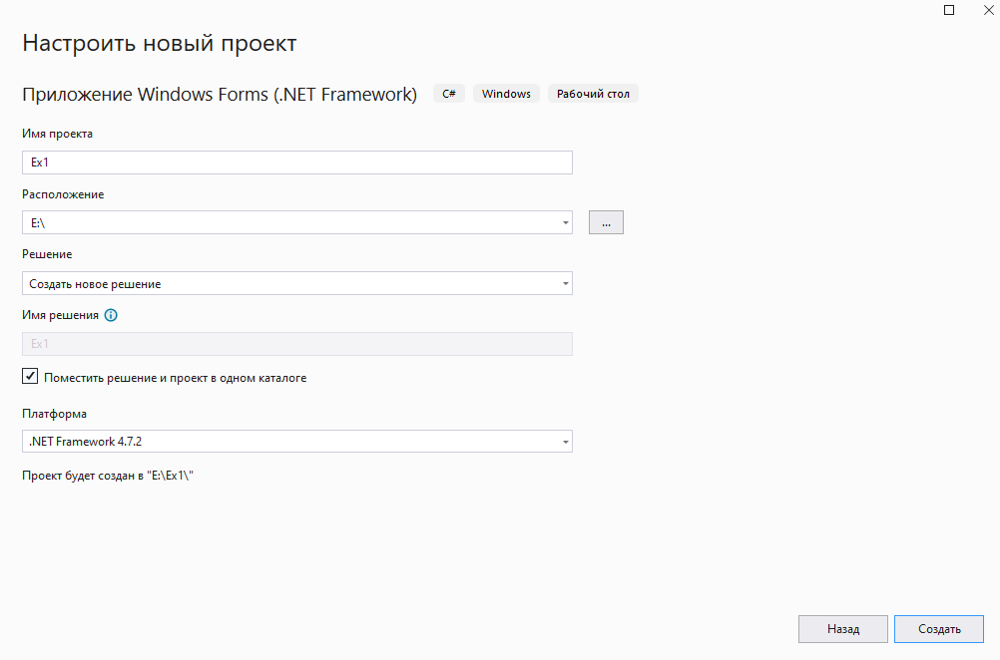 Настроить новый проект
Приложение Windows Forms (.NET Framework) C# Windows Рабочий стол
Имя проекта
Ex1
Расположение
E:\
...
Решение
Создать новое решение
Имя решения
Ex1
Поместить решение и проект в одном каталоге
Платформа
.NET Framework 4.7.2
Проект будет создан в "E:\Ex1\"
Назад Создать